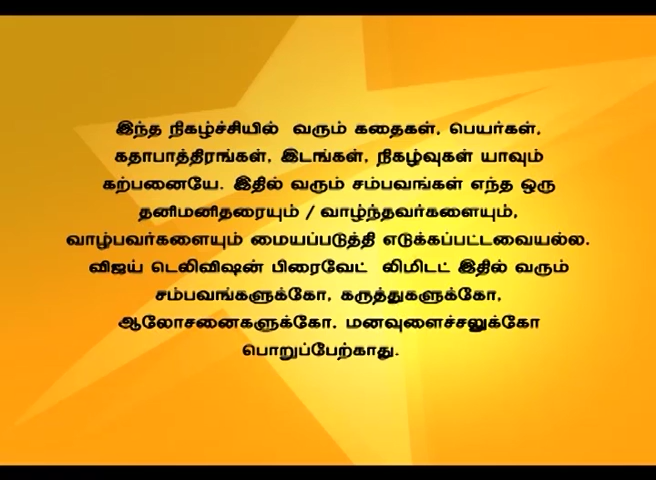 இந்த நிகழ்ச்சியில் வரும் கதைகள், பெயர்கள்,
கதாபாத்திரங்கள், இடங்கள், நிகழ்வுகள் யாவும்
கற்பனையே. இதில் வரும் சம்பவங்கள் எந்த ஒரு
தனிமனிதரையும் / வாழ்ந்தவர்களையும்,
வாழ்பவர்களையும் மையப்படுத்தி எடுக்கப்பட்டவையல்ல.
விஜய் டெலிவிஷன் பிரைவேட் லிமிடட் இதில் வரும்
சம்பவங்களுக்கோ, கருத்துகளுக்கோ,
ஆலோசனைகளுக்கோ, மனவுளைச்சலுக்கோ
பொறுப்பேற்காது.